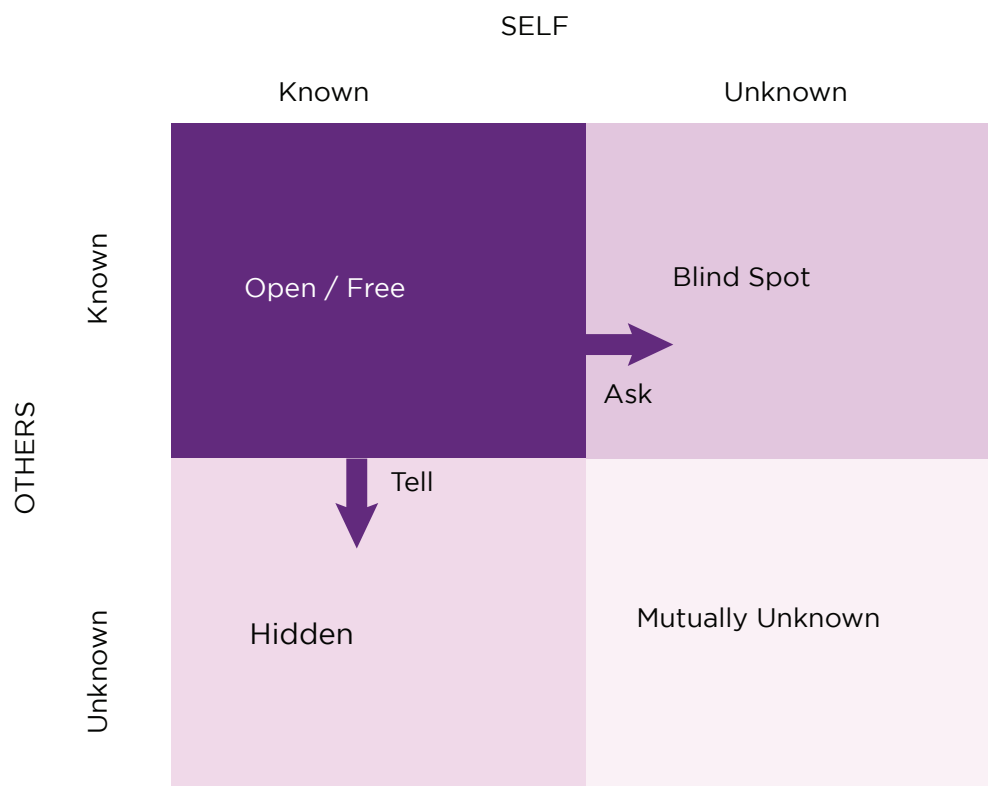 SELF
Known
Unknown
Known
Open / Free
Blind Spot
Ask
OTHERS
Tell
Unknown
Hidden
Mutually Unknown